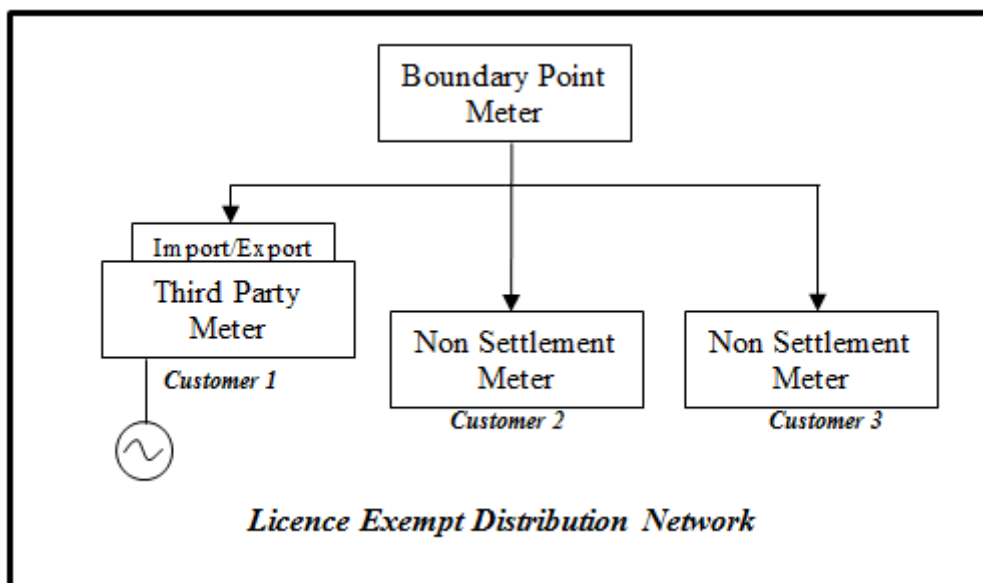 Boundary Point
Meter
Import/Export
Third Party
Meter
Customer 1
Non Settlement
Meter
Customer 2
Non Settlement
Meter
Customer 3
Licence Exempt Distribution Network